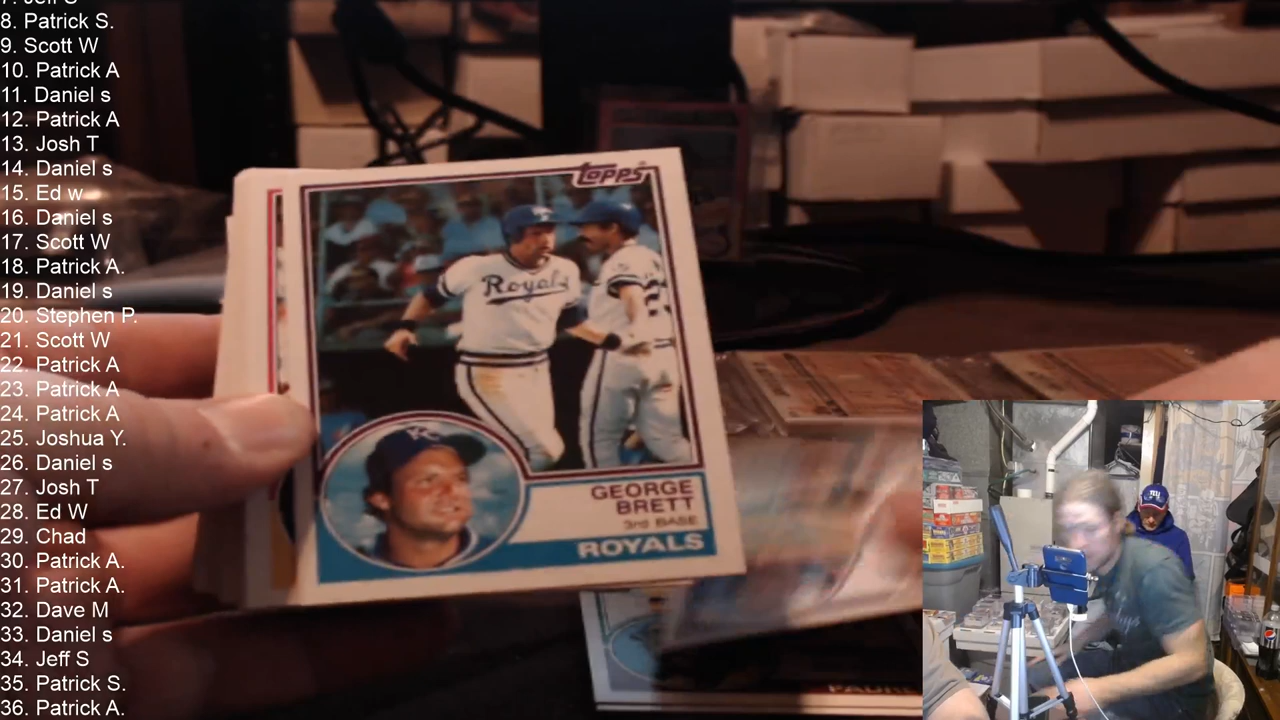 7. Jeff S
8. Patrick S.
9. Scott W
10. Patrick A
11. Daniel s
12. Patrick A
13. Josh T
14. Daniel s
15. Ed w
16. Daniel s
17. Scott W
18. Patrick A.
19. Daniel s
20. Stephen P.
21. Scott W
22. Patrick A
23. Patrick A
24. Patrick A
25. Joshua Y.
26. Daniel s
27. Josh T
28. Ed W
29. Chad
30. Patrick A.
31. Patrick A.
32. Dave M
33. Daniel s
34. Jeff S
35. Patrick S.
36. Patrick A.
TOPPS
Royals
KC
GEORGE
BRETT
3rd BASE
ROYALS